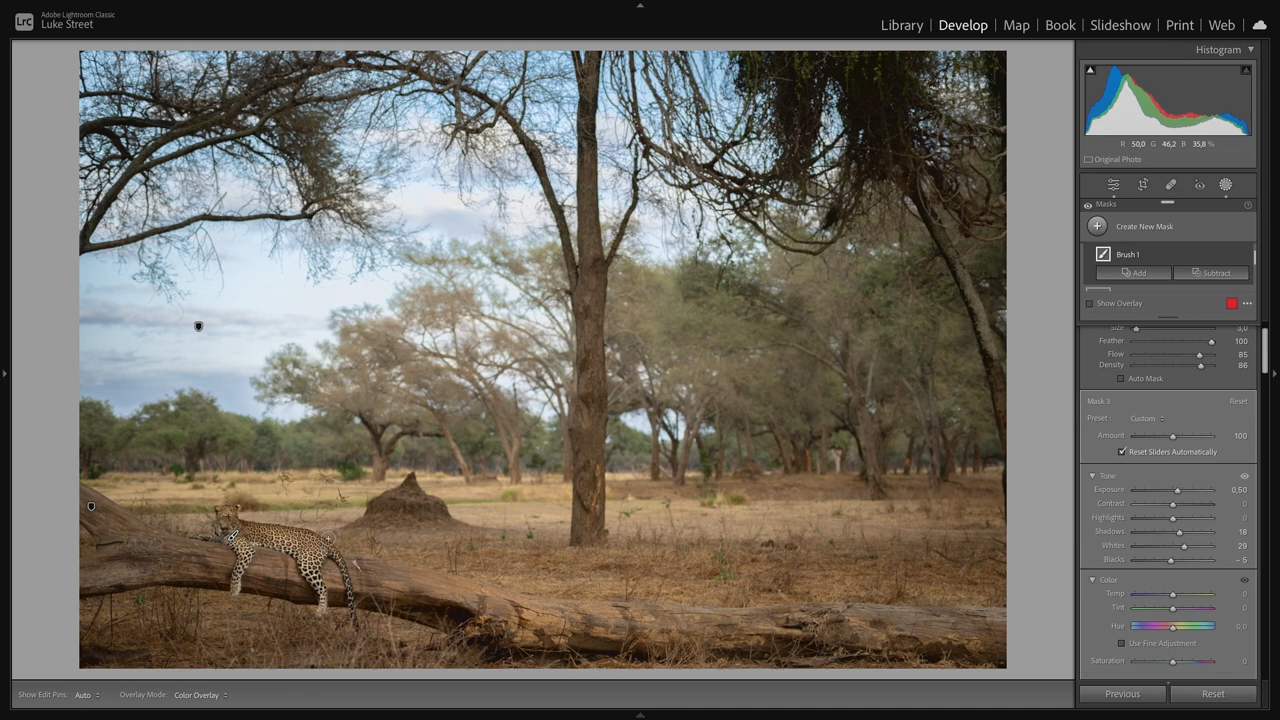 Lrc
Adobe Lightroom Classic
Luke Street
Library | Develop | Map | Book | Slideshow | Print | Web
Histogram
R 50,0 G 46,2 B 35,8 %
Original Photo
Masks
Create New Mask
Brush 1
Add Subtract
Show Overlay
Size 3,0
Feather 100
Flow 85
Density 86
Auto Mask
Mask 3 Reset
Preset : Custom
Amount 100
Reset Sliders Automatically
Tone
Exposure 0,50
Contrast 0
Highlights 0
Shadows 18
Whites 29
Blacks – 5
Color
Temp 0
Tint 0
Hue 0,0
Use Fine Adjustment
Saturation 0
Show Edit Pins: Auto Overlay Mode: Color Overlay
Previous Reset